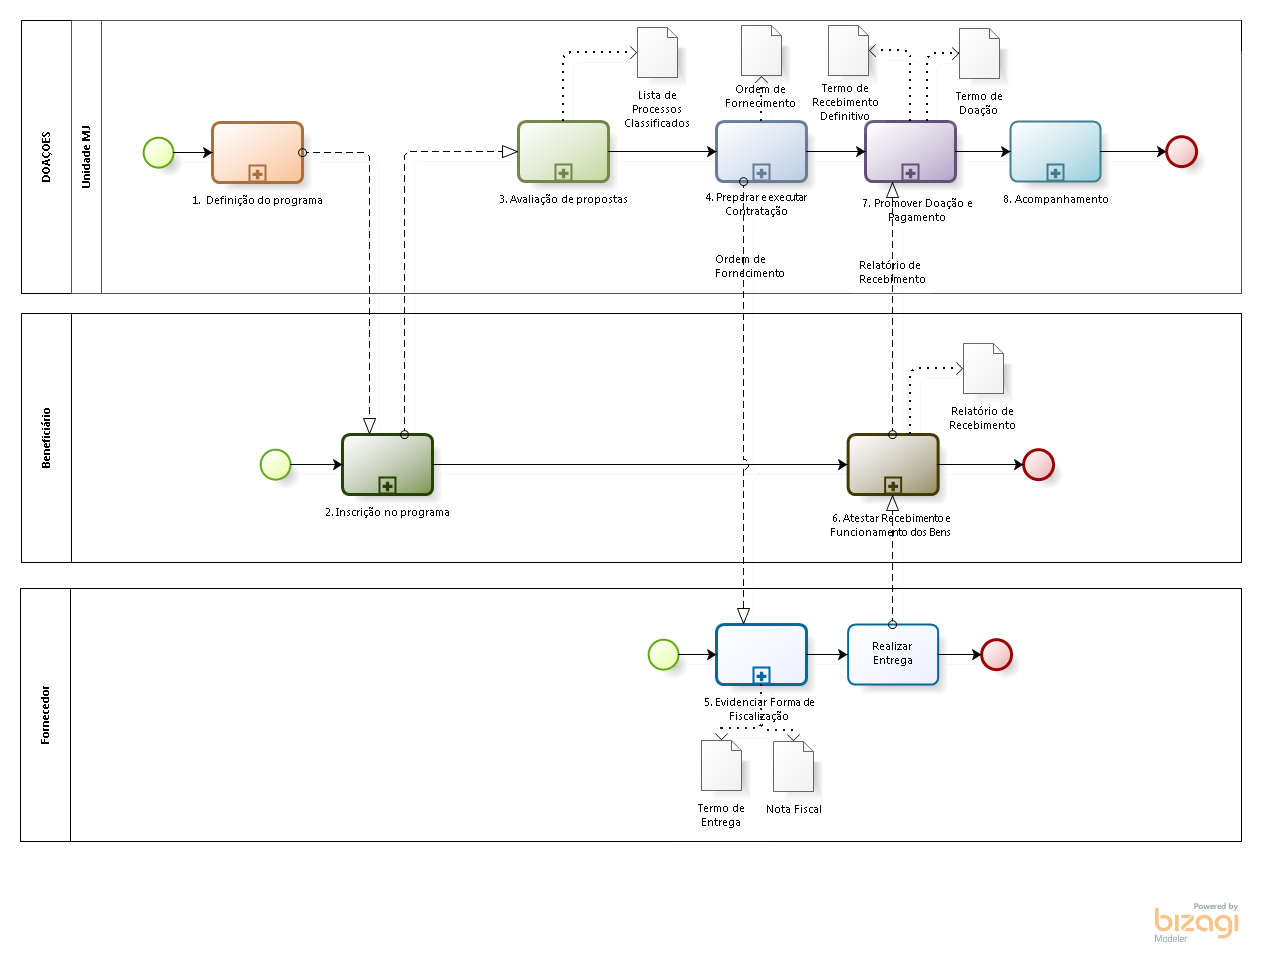 DOAÇOES
Unidade MJ
Lista de
Processos
Classificados
Ordem de
Fornecimento
Termo de
Recebimento
Definitivo
Termo de
Doação
1. Definição do programa
3. Avaliação de propostas
4. Preparar e executar
Contratação
7. Promover Doação e
Pagamento
8. Acompanhamento
Ordem de
Fornecimento
Relatório de
Recebimento
Beneficiário
Relatório de
Recebimento
2. Inscrição no programa
6. Atestar Recebimento e
Funcionamento dos Bens
Fornecedor
Realizar
Entrega
5. Evidenciar Forma de
Fiscalização
Termo de
Entrega
Nota Fiscal
Powered by
bizagi
Modeler